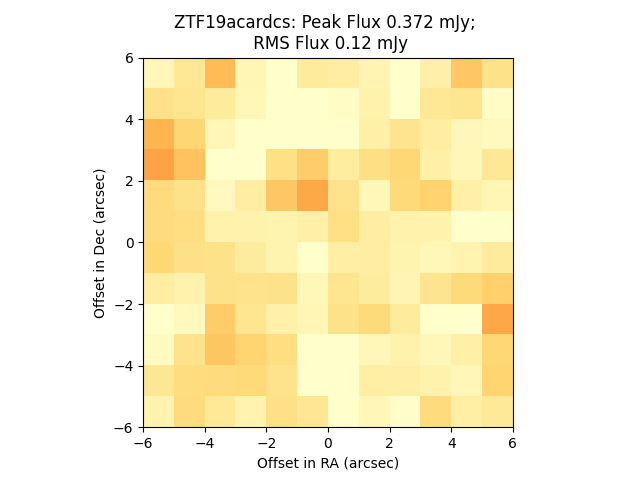 ZTF19acardcs: Peak Flux 0.372 mJy;
RMS Flux 0.12 mJy
6
4
2
0
−2
−4
−6
Offset in Dec (arcsec)
−6 −4 −2 0 2 4 6
Offset in RA (arcsec)